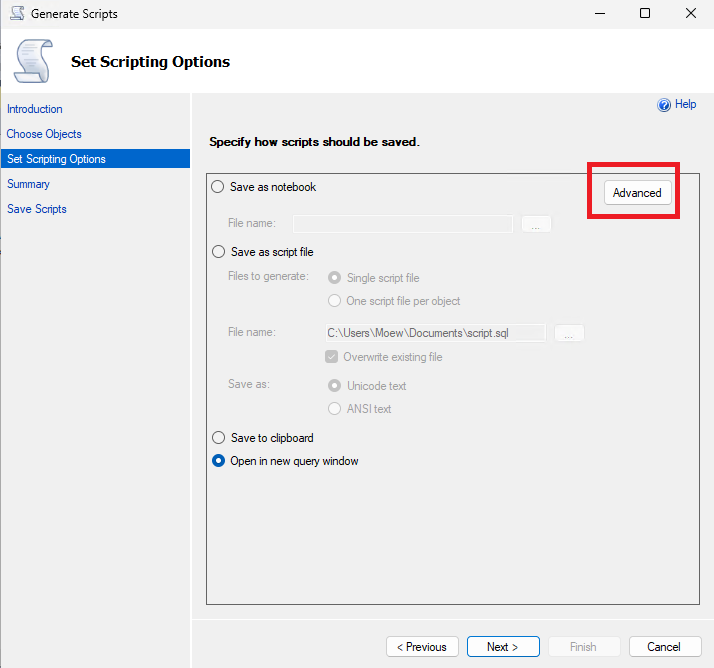 Generate Scripts
Set Scripting Options
Help
Introduction
Choose Objects
Set Scripting Options
Summary
Save Scripts
Specify how scripts should be saved.
Save as notebook
Advanced
File name:
...
Save as script file
Files to generate:
Single script file
One script file per object
File name:
C:\Users\Moew\Documents\script.sql
...
Overwrite existing file
Save as:
Unicode text
ANSI text
Save to clipboard
Open in new query window
< Previous
Next >
Finish
Cancel